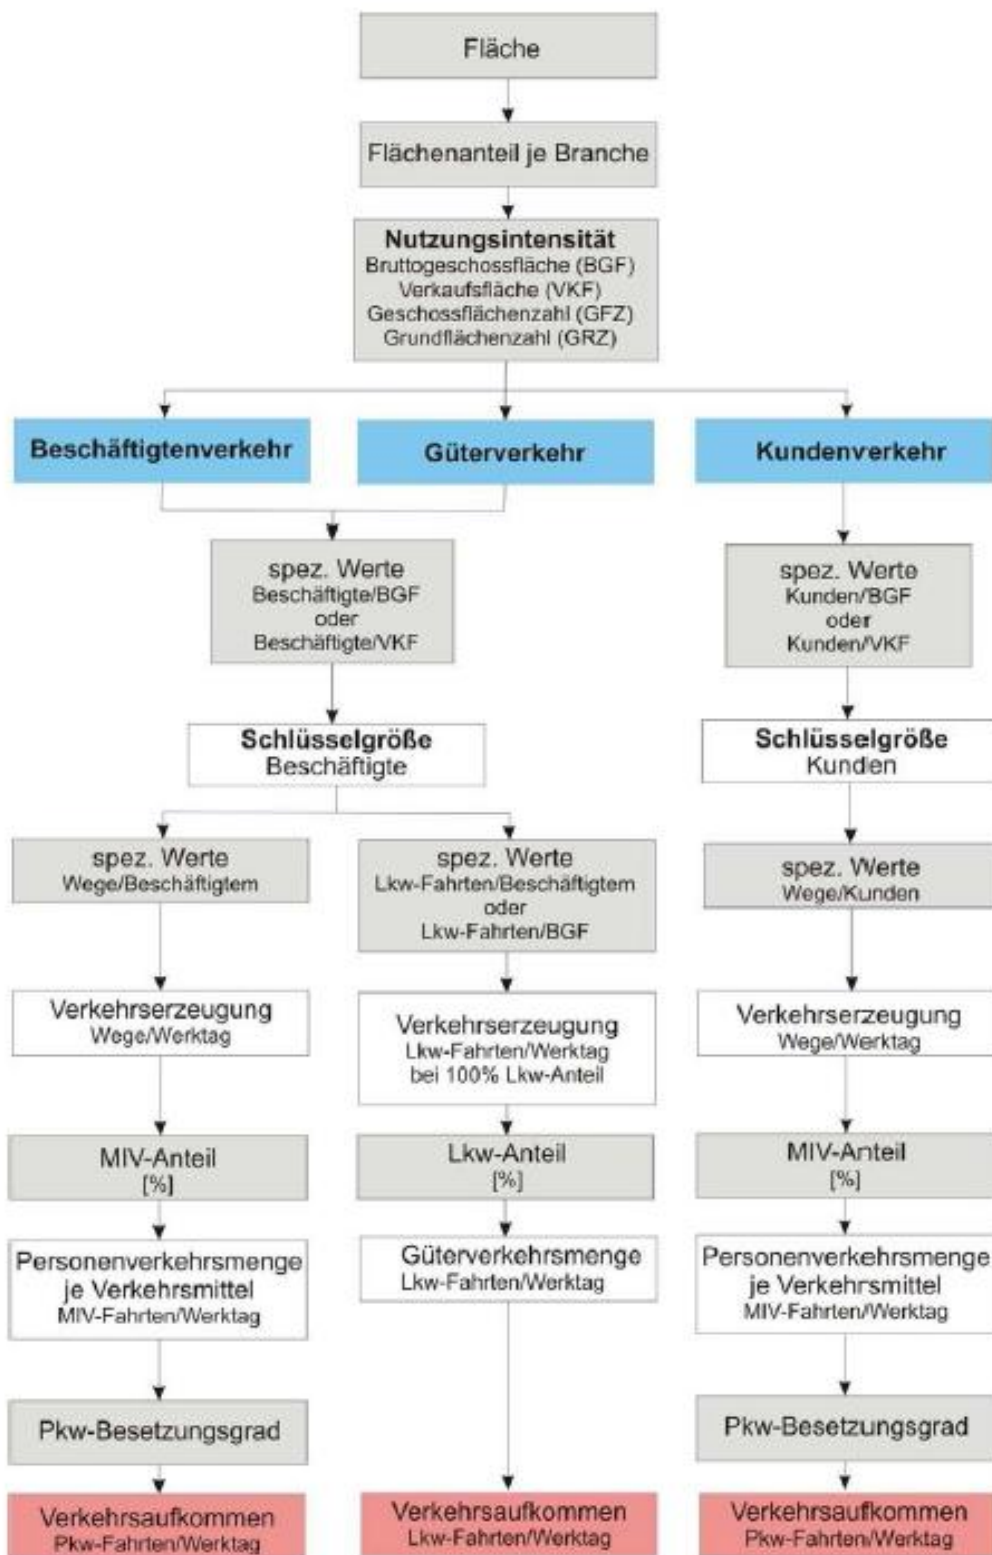 Fläche
Flächenanteil je Branche
Nutzungsintensität
Bruttogeschossfläche (BGF)
Verkaufsfläche (VKF)
Geschossflächenzahl (GFZ)
Grundflächenzahl (GRZ)
Beschäftigtenverkehr
Güterverkehr
Kundenverkehr
spez. Werte
Beschäftigte/BGF
oder
Beschäftigte/VKF
spez. Werte
Kunden/BGF
oder
Kunden/VKF
Schlüsselgröße
Beschäftigte
Schlüsselgröße
Kunden
spez. Werte
Wege/Beschäftigtem
spez. Werte
Lkw-Fahrten/Beschäftigtem
oder
Lkw-Fahrten/BGF
spez. Werte
Wege/Kunden
Verkehrserzeugung
Wege/Werktag
Verkehrserzeugung
Lkw-Fahrten/Werktag
bei 100% Lkw-Anteil
Verkehrserzeugung
Wege/Werktag
MIV-Anteil
[%]
Lkw-Anteil
[%]
MIV-Anteil
[%]
Personenverkehrsmenge
je Verkehrsmittel
MIV-Fahrten/Werktag
Güterverkehrsmenge
Lkw-Fahrten/Werktag
Personenverkehrsmenge
je Verkehrsmittel
MIV-Fahrten/Werktag
Pkw-Besetzungsgrad
Pkw-Besetzungsgrad
Verkehrsaufkommen
Pkw-Fahrten/Werktag
Verkehrsaufkommen
Lkw-Fahrten/Werktag
Verkehrsaufkommen
Pkw-Fahrten/Werktag